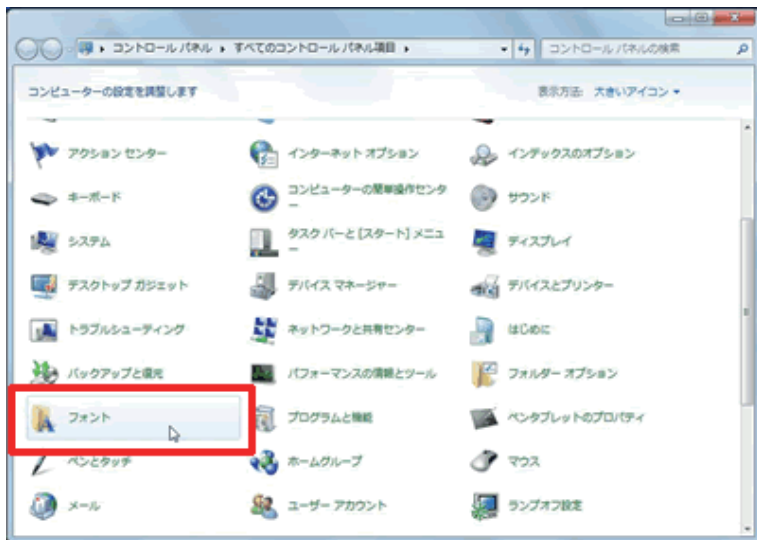 コントロール パネル ▸ すべてのコントロール パネル項目 ▸
コントロール パネルの検索
コンピューターの設定を調整します
表示方法: 大きいアイコン
アクション センター
インターネット オプション
インデックスのオプション
キーボード
コンピューターの簡単操作センタ
ー
サウンド
システム
タスク バーと [スタート] メニュ
ー
ディスプレイ
デスクトップ ガジェット
デバイス マネージャー
デバイスとプリンター
トラブルシューティング
ネットワークと共有センター
はじめに
バックアップと復元
パフォーマンスの情報とツール
フォルダー オプション
フォント
プログラムと機能
ペンタブレットのプロパティ
ペンとタッチ
ホームグループ
マウス
メール
ユーザー アカウント
ランプオフ設定